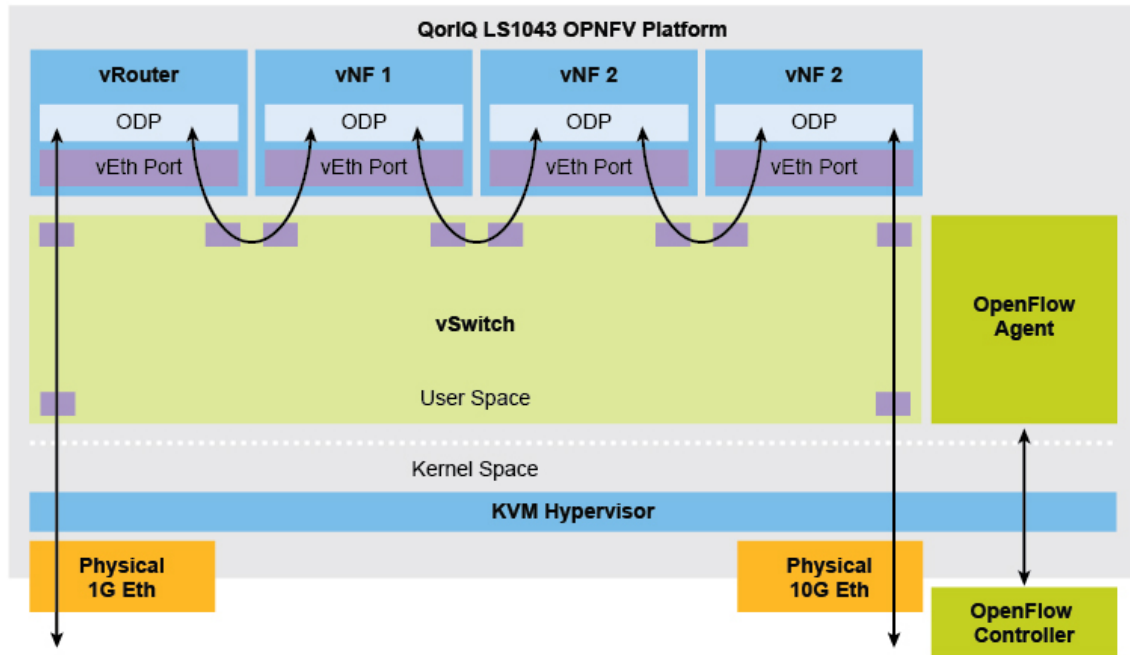 QorIQ LS1043 OPNFV Platform
vRouter
vNF 1
vNF 2
vNF 2
ODP
ODP
ODP
ODP
vEth Port
vEth Port
vEth Port
vEth Port
vSwitch
OpenFlow
Agent
User Space
Kernel Space
KVM Hypervisor
Physical
1G Eth
Physical
10G Eth
OpenFlow
Controller